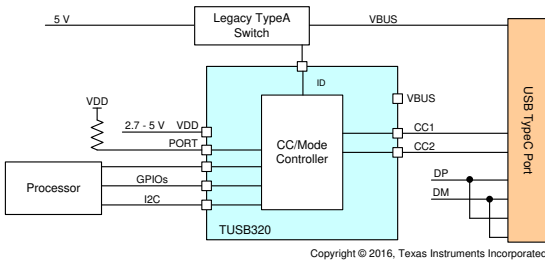 5 V
Legacy TypeA
Switch
VBUS
ID
VDD
VBUS
2.7 - 5 V VDD
PORT
CC/Mode
Controller
CC1
CC2
USB TypeC Port
Processor
GPIOs
I2C
DP
DM
TUSB320
Copyright © 2016, Texas Instruments Incorporated